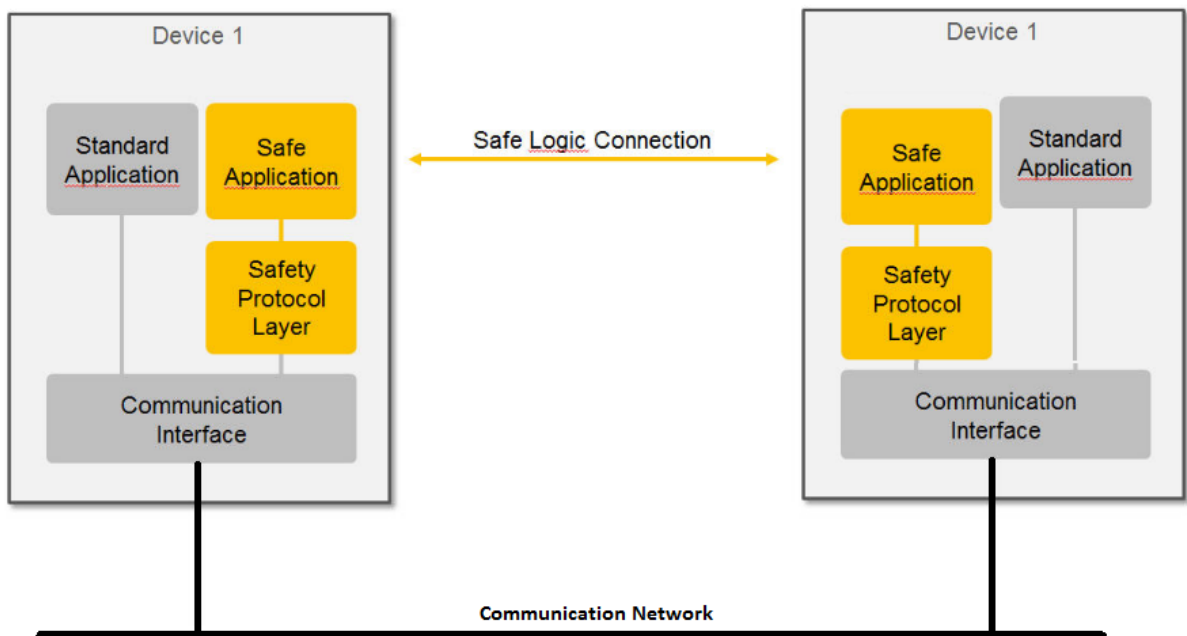 Device 1
Standard
Application
Safe
Application
Safety
Protocol
Layer
Communication
Interface
Safe Logic Connection
Device 1
Safe
Application
Standard
Application
Safety
Protocol
Layer
Communication
Interface
Communication Network